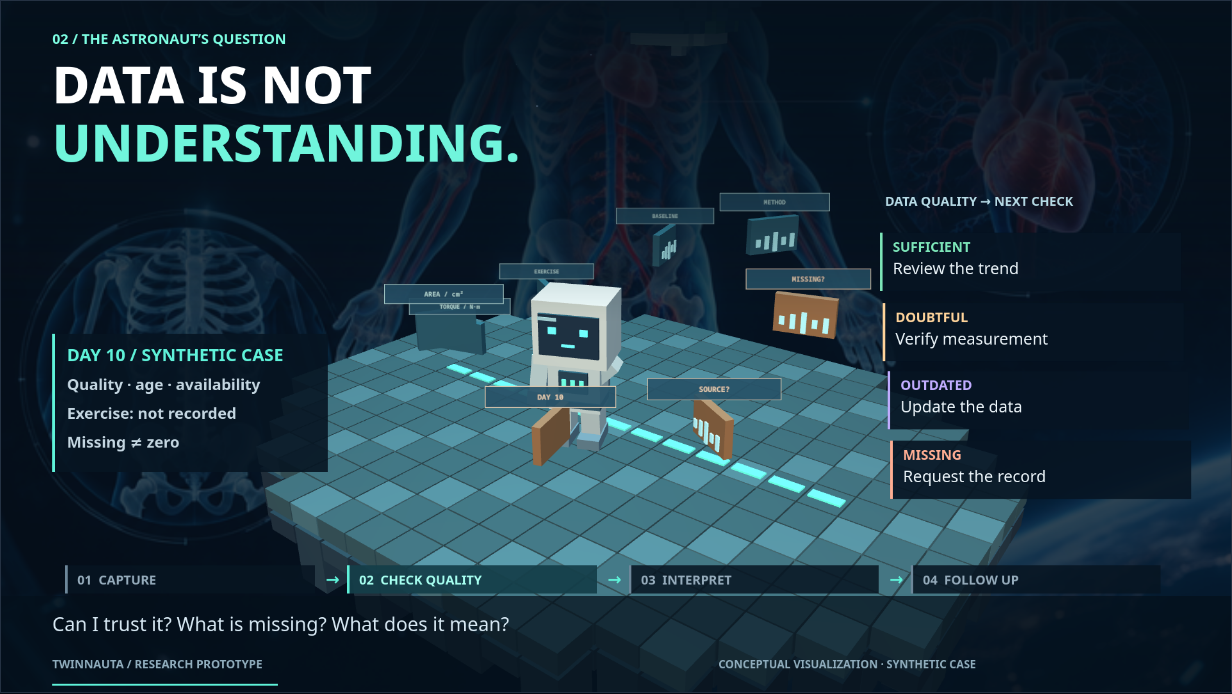 02 / THE ASTRONAUT'S QUESTION
DATA IS NOT
UNDERSTANDING.
METHOD
BASELINE
DATA QUALITY → NEXT CHECK
EXERCISE
MISSING?
AREA / cm²
TORQUE / N·m
SUFFICIENT
Review the trend
DOUBTFUL
Verify measurement
DAY 10 / SYNTHETIC CASE
Quality · age · availability
Exercise: not recorded
Missing ≠ zero
DAY 10
SOURCE?
OUTDATED
Update the data
MISSING
Request the record
01 CAPTURE → 02 CHECK QUALITY → 03 INTERPRET → 04 FOLLOW UP
Can I trust it? What is missing? What does it mean?
TWINNAUTA / RESEARCH PROTOTYPE
CONCEPTUAL VISUALIZATION · SYNTHETIC CASE